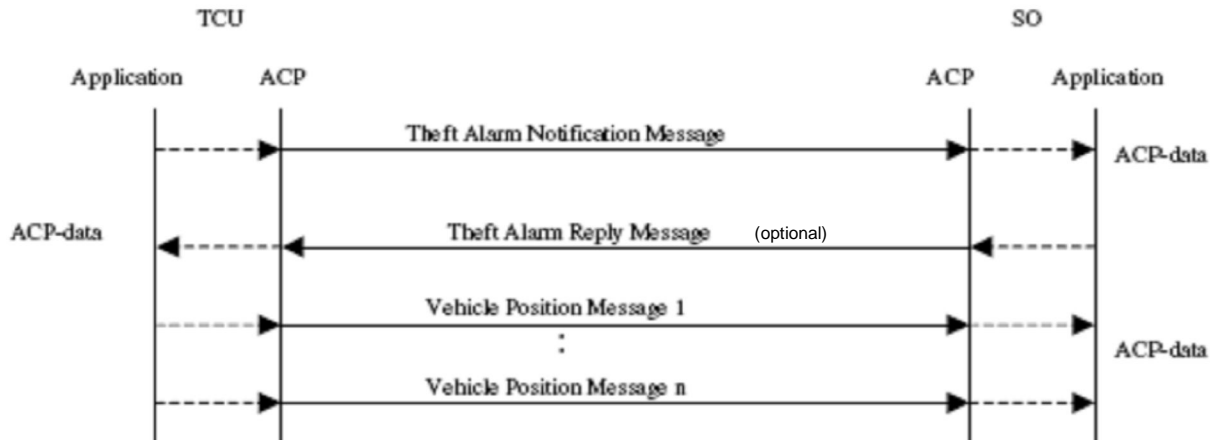 TCU SO
Application ACP ACP Application
Theft Alarm Notification Message
ACP-data
ACP-data
Theft Alarm Reply Message (optional)
Vehicle Position Message 1
:
ACP-data
Vehicle Position Message n